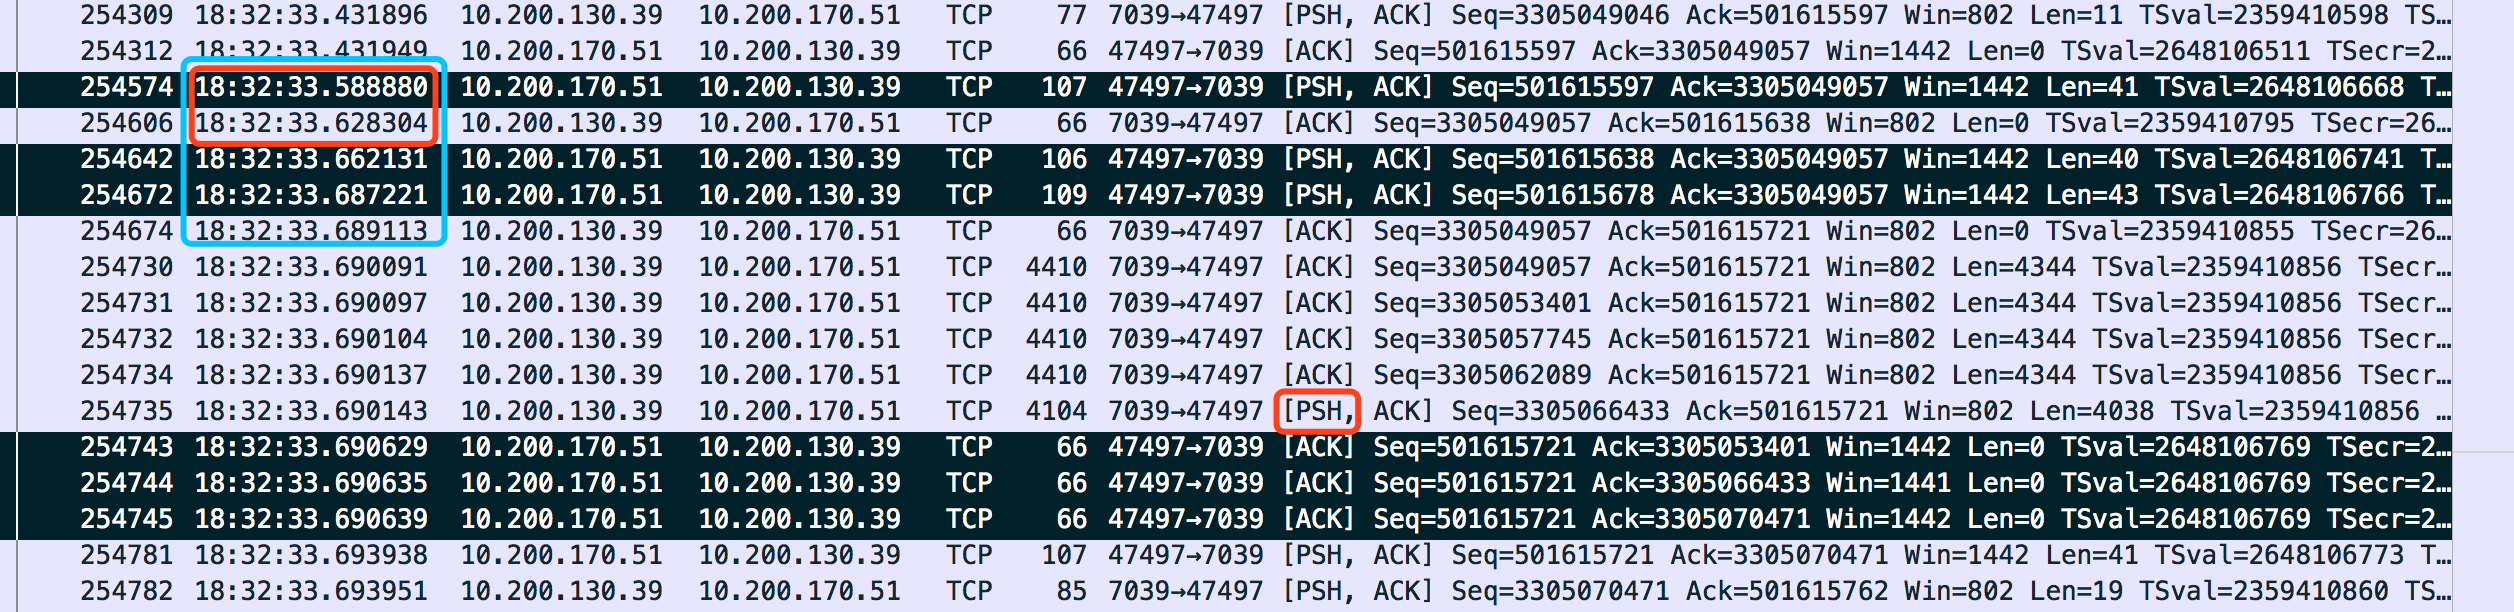 254309 18:32:33.431896 10.200.130.39 10.200.170.51 TCP 77 7039→47497 [PSH, ACK] Seq=3305049046 Ack=501615597 Win=802 Len=11 TSval=2359410598 TS…
254312 18:32:33.431949 10.200.170.51 10.200.130.39 TCP 66 47497→7039 [ACK] Seq=501615597 Ack=3305049057 Win=1442 Len=0 TSval=2648106511 TSecr=2…
254574 18:32:33.588880 10.200.170.51 10.200.130.39 TCP 107 47497→7039 [PSH, ACK] Seq=501615597 Ack=3305049057 Win=1442 Len=41 TSval=2648106668 T…
254606 18:32:33.628304 10.200.130.39 10.200.170.51 TCP 66 7039→47497 [ACK] Seq=3305049057 Ack=501615638 Win=802 Len=0 TSval=2359410795 TSecr=26…
254642 18:32:33.662131 10.200.170.51 10.200.130.39 TCP 106 47497→7039 [PSH, ACK] Seq=501615638 Ack=3305049057 Win=1442 Len=40 TSval=2648106741 T…
254672 18:32:33.687221 10.200.170.51 10.200.130.39 TCP 109 47497→7039 [PSH, ACK] Seq=501615678 Ack=3305049057 Win=1442 Len=43 TSval=2648106766 T…
254674 18:32:33.689113 10.200.130.39 10.200.170.51 TCP 66 7039→47497 [ACK] Seq=3305049057 Ack=501615721 Win=802 Len=0 TSval=2359410855 TSecr=26…
254730 18:32:33.690091 10.200.130.39 10.200.170.51 TCP 4410 7039→47497 [ACK] Seq=3305049057 Ack=501615721 Win=802 Len=4344 TSval=2359410856 TSecr…
254731 18:32:33.690097 10.200.130.39 10.200.170.51 TCP 4410 7039→47497 [ACK] Seq=3305053401 Ack=501615721 Win=802 Len=4344 TSval=2359410856 TSecr…
254732 18:32:33.690104 10.200.130.39 10.200.170.51 TCP 4410 7039→47497 [ACK] Seq=3305057745 Ack=501615721 Win=802 Len=4344 TSval=2359410856 TSecr…
254734 18:32:33.690137 10.200.130.39 10.200.170.51 TCP 4410 7039→47497 [ACK] Seq=3305062089 Ack=501615721 Win=802 Len=4344 TSval=2359410856 TSecr…
254735 18:32:33.690143 10.200.130.39 10.200.170.51 TCP 4104 7039→47497 [PSH, ACK] Seq=3305066433 Ack=501615721 Win=802 Len=4038 TSval=2359410856 …
254743 18:32:33.690629 10.200.170.51 10.200.130.39 TCP 66 47497→7039 [ACK] Seq=501615721 Ack=3305053401 Win=1442 Len=0 TSval=2648106769 TSecr=2…
254744 18:32:33.690635 10.200.170.51 10.200.130.39 TCP 66 47497→7039 [ACK] Seq=501615721 Ack=3305066433 Win=1441 Len=0 TSval=2648106769 TSecr=2…
254745 18:32:33.690639 10.200.170.51 10.200.130.39 TCP 66 47497→7039 [ACK] Seq=501615721 Ack=3305070471 Win=1442 Len=0 TSval=2648106769 TSecr=2…
254781 18:32:33.693938 10.200.170.51 10.200.130.39 TCP 107 47497→7039 [PSH, ACK] Seq=501615721 Ack=3305070471 Win=1442 Len=41 TSval=2648106773 T…
254782 18:32:33.693951 10.200.130.39 10.200.170.51 TCP 85 7039→47497 [PSH, ACK] Seq=3305070471 Ack=501615762 Win=802 Len=19 TSval=2359410860 TS…